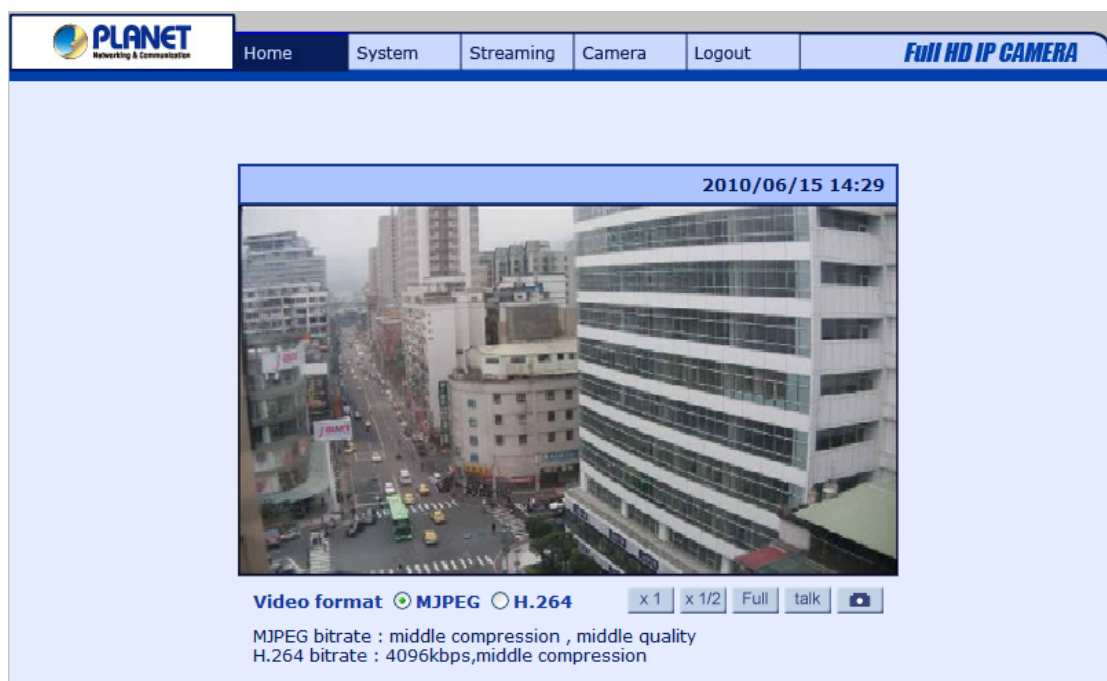 PLANET
Networking & Communication
Home System Streaming Camera Logout
Full HD IP CAMERA
2010/06/15 14:29
Video format MJPEG H.264 x 1 x 1/2 Full talk
MJPEG bitrate : middle compression , middle quality
H.264 bitrate : 4096kbps,middle compression